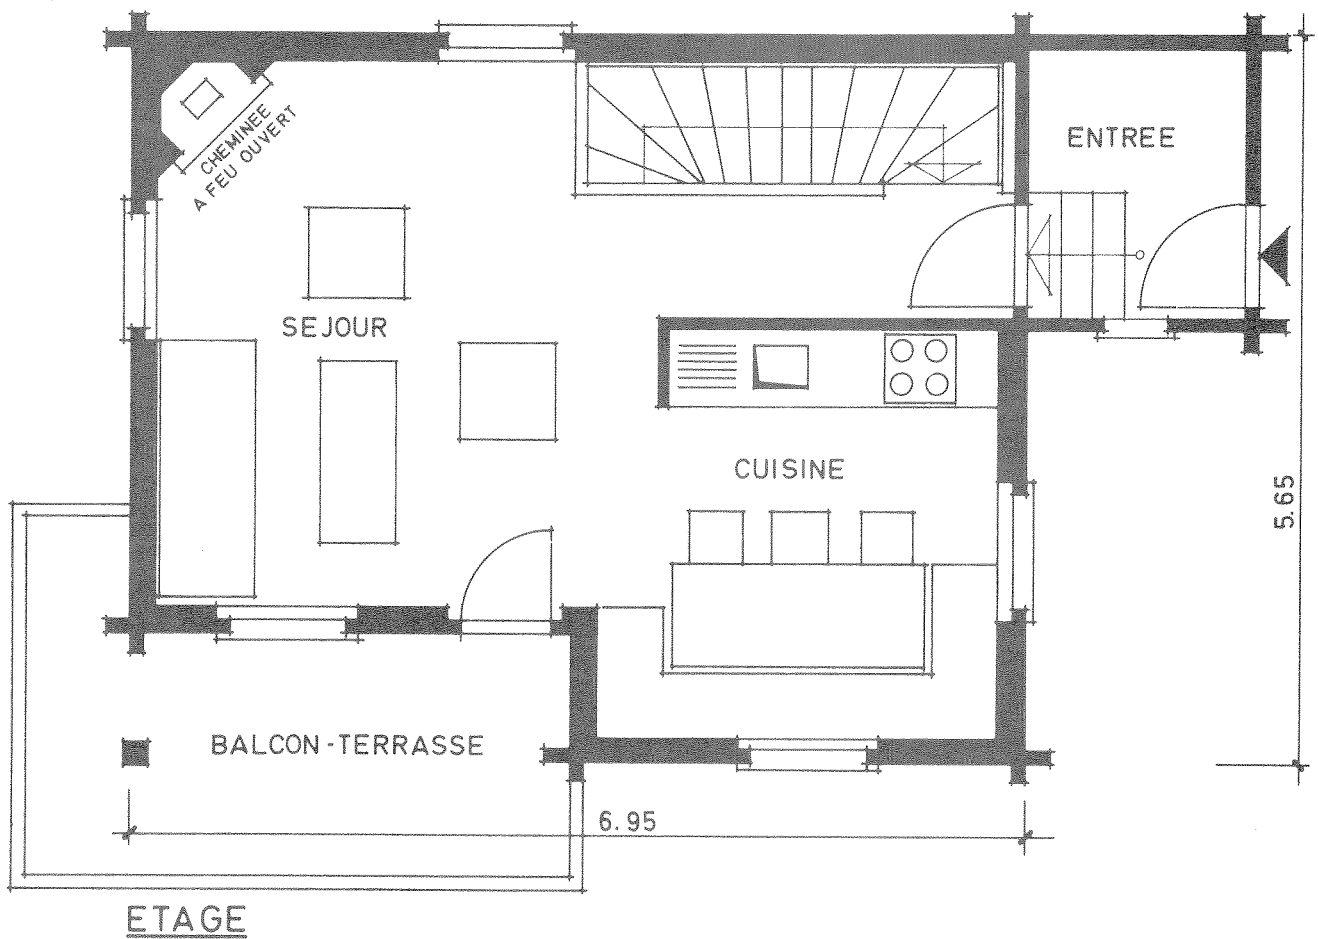 CHEMINEE
A FEU OUVERT
ENTREE
SEJOUR
CUISINE
5.65
BALCON-TERRASSE
6.95
ETAGE